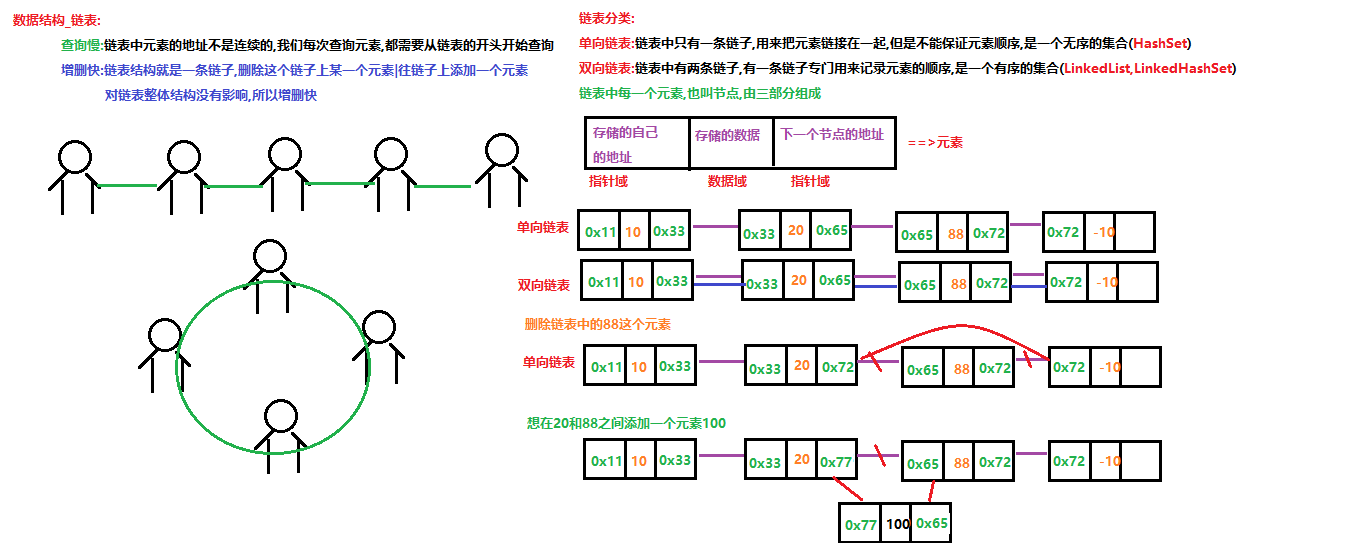 数据结构_链表:
查询慢:链表中元素的地址不是连续的,我们每次查询元素,都需要从链表的开头开始查询
增删快:链表结构就是一条链子,删除这个链子上某一个元素|往链子上添加一个元素
对链表整体结构没有影响,所以增删快
链表分类:
单向链表:链表中只有一条链子,用来把元素链接在一起,但是不能保证元素顺序,是一个无序的集合(HashSet)
双向链表:链表中有两条链子,有一条链子专门用来记录元素的顺序,是一个有序的集合(LinkedList,LinkedHashSet)
链表中每一个元素,也叫节点,由三部分组成
存储的自己 存储的数据 下一个节点的地址
的地址
==>元素
指针域 数据域 指针域
单向链表 0x11 10 0x33 0x33 20 0x65 0x65 88 0x72 0x72 -10
双向链表 0x11 10 0x33 0x33 20 0x65 0x65 88 0x72 0x72 -10
删除链表中的88这个元素
单向链表 0x11 10 0x33 0x33 20 0x72 0x65 88 0x72 0x72 -10
想在20和88之间添加一个元素100
0x11 10 0x33 0x33 20 0x77 0x65 88 0x72 0x72 -10
0x77 100 0x65